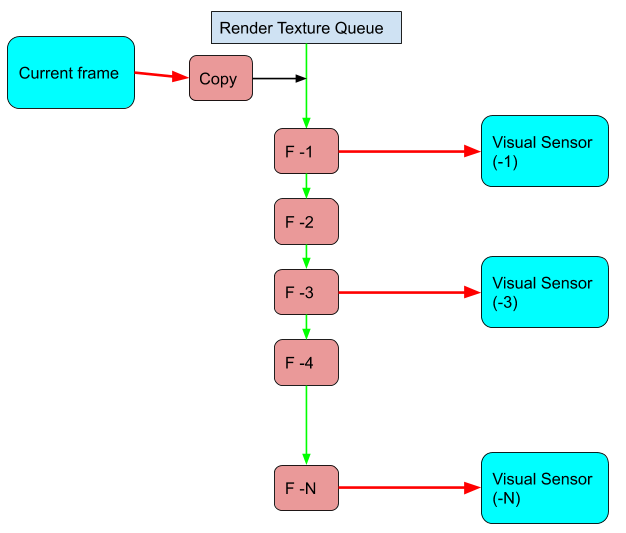 Render Texture Queue
Current frame
Copy
F -1
Visual Sensor
(-1)
F -2
F -3
Visual Sensor
(-3)
F -4
F -N
Visual Sensor
(-N)